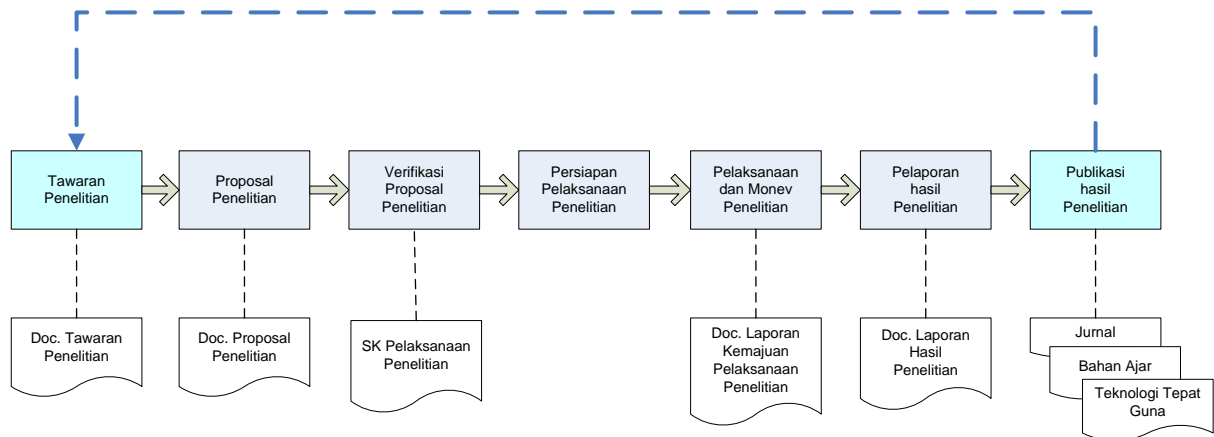 Tawaran
Penelitian
Proposal
Penelitian
Verifikasi
Proposal
Penelitian
Persiapan
Pelaksanaan
Penelitian
Pelaksanaan
dan Monev
Penelitian
Pelaporan
hasil
Penelitian
Publikasi
hasil
Penelitian
Doc. Tawaran
Penelitian
Doc. Proposal
Penelitian
SK Pelaksanaan
Penelitian
Doc. Laporan
Kemajuan
Pelaksanaan
Penelitian
Doc. Laporan
Hasil
Penelitian
Jurnal
Bahan Ajar
Teknologi Tepat
Guna